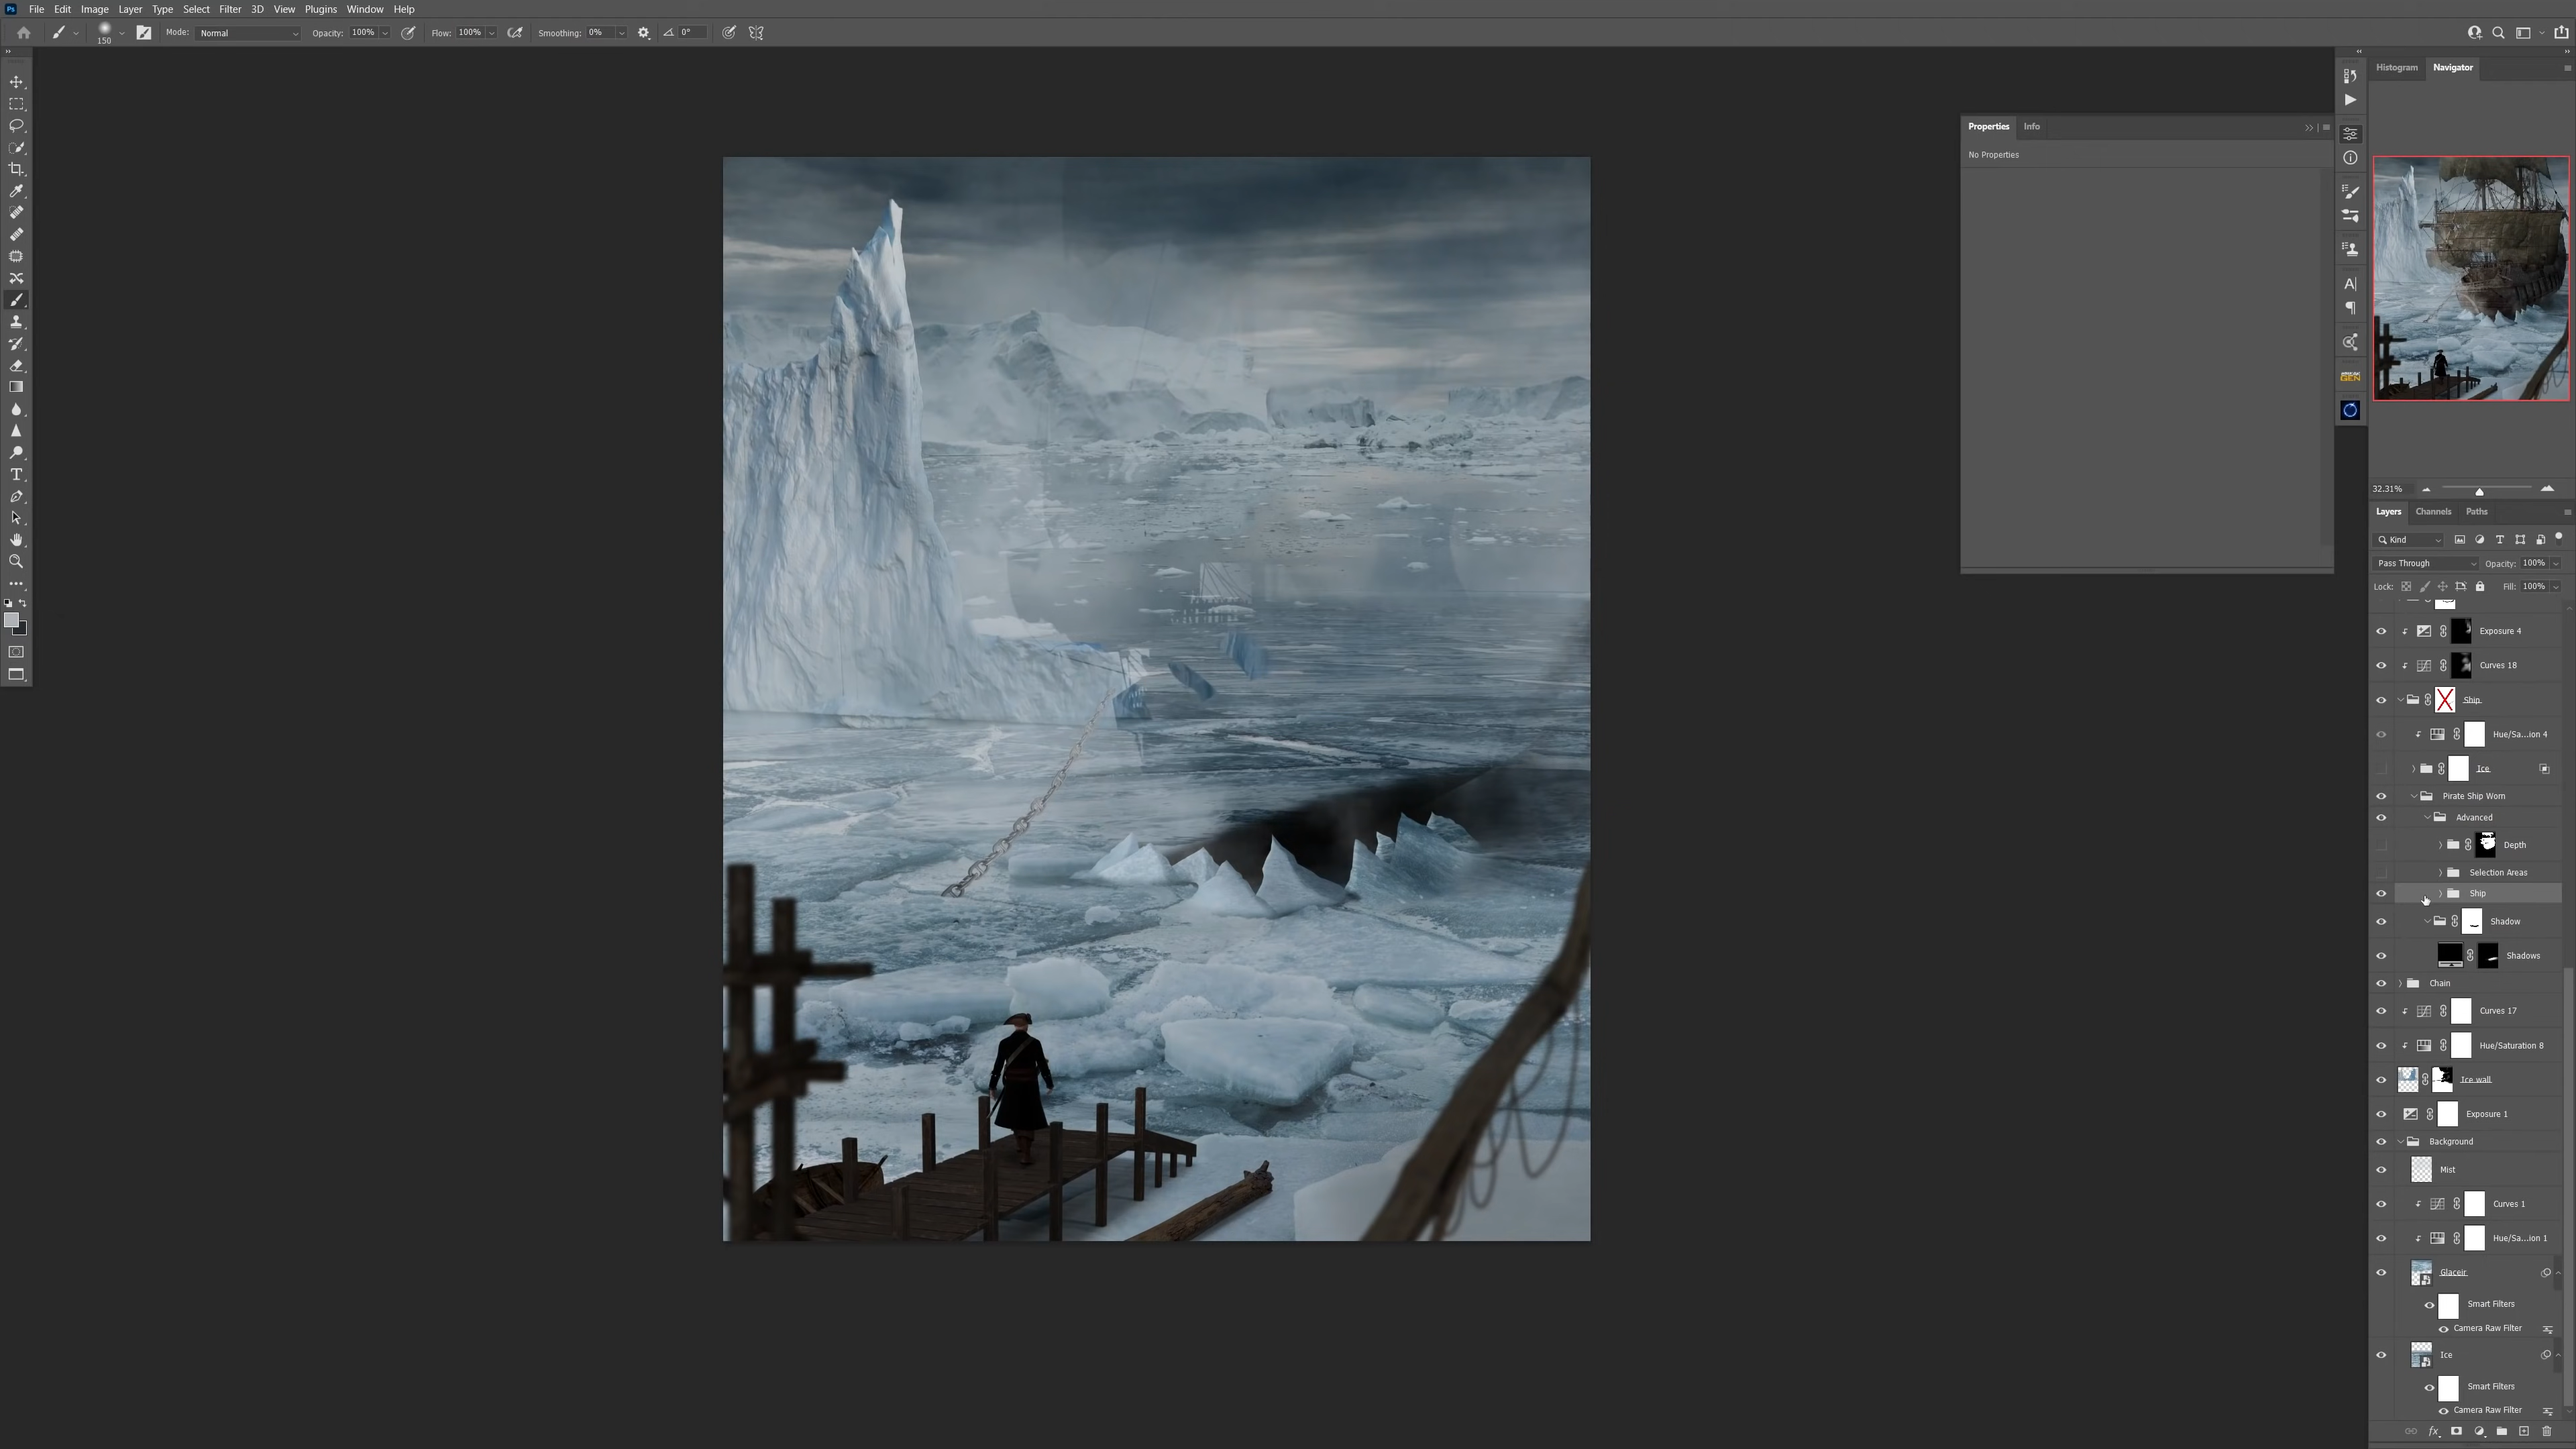 Ps File Edit Image Layer Type Select Filter 3D View Plugins Window Help
150 Mode: Normal Opacity: 100% Flow: 100% Smoothing: 0% 0°
Histogram Navigator
Properties Info
No Properties
GEN
32.31%
Layers Channels Paths
Kind
Pass Through Opacity: 100%
Lock: Fill: 100%
Exposure 4
Curves 18
Ship
Hue/Sa...ion 4
Ice
Pirate Ship Worn
Advanced
Depth
Selection Areas
Ship
Shadow
Shadows
Chain
Curves 17
Hue/Saturation 8
Ice wall
Exposure 1
Background
Mist
Curves 1
Hue/Sa...ion 1
Glaceir
Smart Filters
Camera Raw Filter
Ice
Smart Filters
Camera Raw Filter
fx